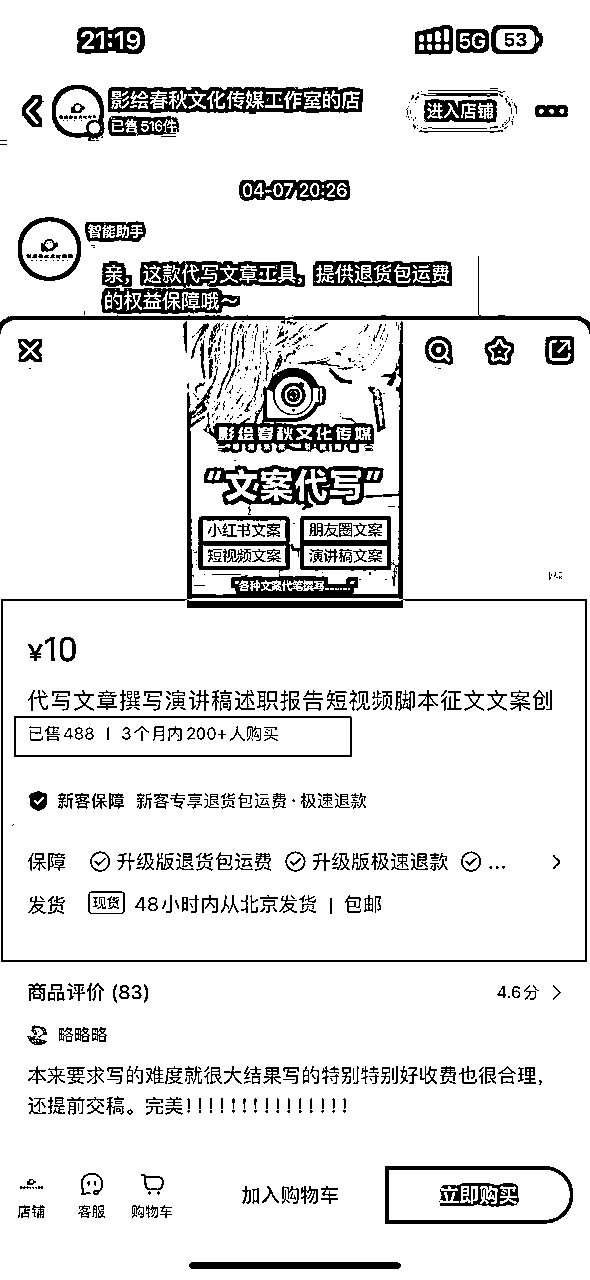 21:19
5G 53
影绘春秋文化传媒工作室的店
已售516件
进入店铺
04-07 20:26
智能助手
亲，这款代写文章工具，提供退货包运费
的权益保障哦～
影绘春秋文化传媒
“文案代写”
小红书文案 朋友圈文案
短视频文案 演讲稿文案
¥10
代写文章撰写演讲稿述职报告短视频脚本征文文案创
已售488 | 3个月内200+人购买
新客保障 新客专享退货包运费·极速退款
保障 升级版退货包运费 升级版极速退款 ...
发货 现货 48小时内从北京发货 | 包邮
商品评价 (83) 4.6分
略略略
本来要求写的难度就很大结果写的特别特别好收费也很合理，
还提前交稿。完美!!!!!!!!!!!!!!!
店铺 客服 购物车 加入购物车 立即购买